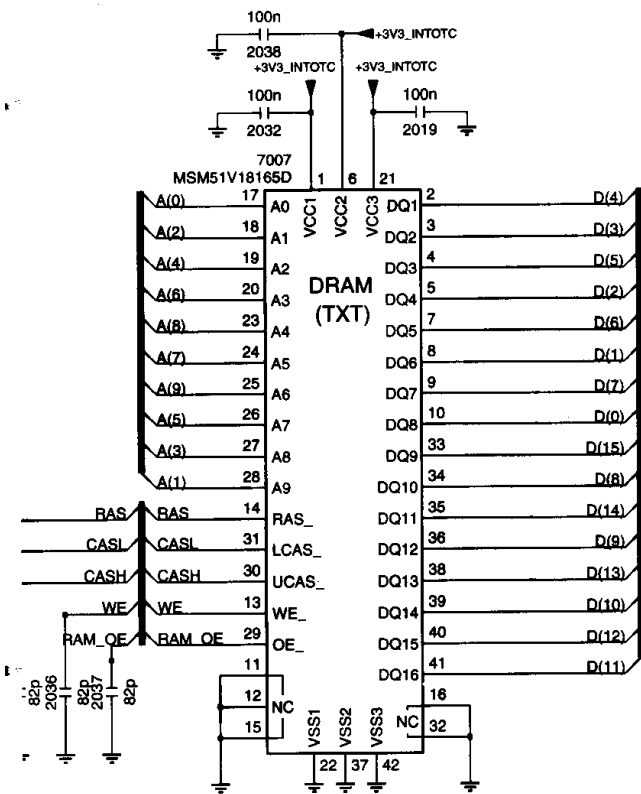 100n
2038
+3V3_INTOTC
+3V3_INTOTC +3V3_INTOTC
100n 100n
2032 2019
7007
MSM51V18165D 1 6 21
VCC1 VCC2 VCC3
A(0) 17 A0 DQ1 2 D(4)
A(2) 18 A1 DQ2 3 D(3)
A(4) 19 A2 DQ3 4 D(5)
DRAM
(TXT)
A(6) 20 A3 DQ4 5 D(2)
A(8) 23 A4 DQ5 7 D(6)
A(7) 24 A5 DQ6 8 D(1)
A(9) 25 A6 DQ7 9 D(7)
A(5) 26 A7 DQ8 10 D(0)
A(3) 27 A8 DQ9 33 D(15)
A(1) 28 A9 DQ10 34 D(8)
RAS RAS 14 RAS_ DQ11 35 D(14)
CASL CASL 31 LCAS_ DQ12 36 D(9)
CASH CASH 30 UCAS_ DQ13 38 D(13)
WE WE 13 WE_ DQ14 39 D(10)
RAM_OE RAM_OE 29 OE_ DQ15 40 D(12)
DQ16 41 D(11)
11
12 NC
15
NC 16
32
82p
2036
82p
2037
82p
VSS1 VSS2 VSS3
22 37 42